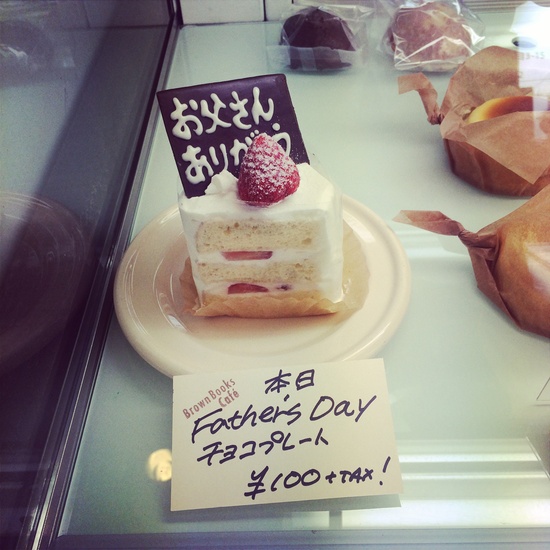 お父さん
ありがとう
BrownBooks
Café
本日
Father's Day
チョコプレート
¥100+TAX!